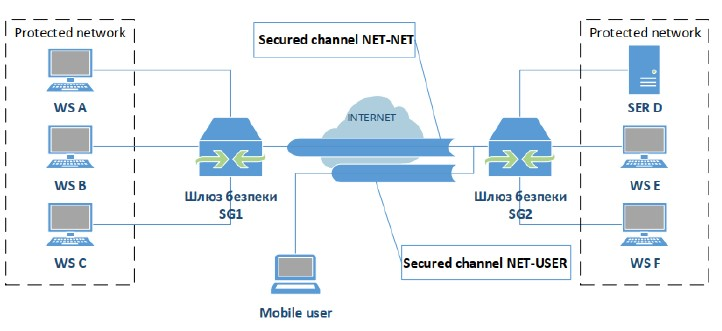 Protected network
Protected network
Secured channel NET-NET
WS A
SER D
INTERNET
WS B
WS E
Шлюз безпеки
SG1
Шлюз безпеки
SG2
WS C
WS F
Secured channel NET-USER
Mobile user